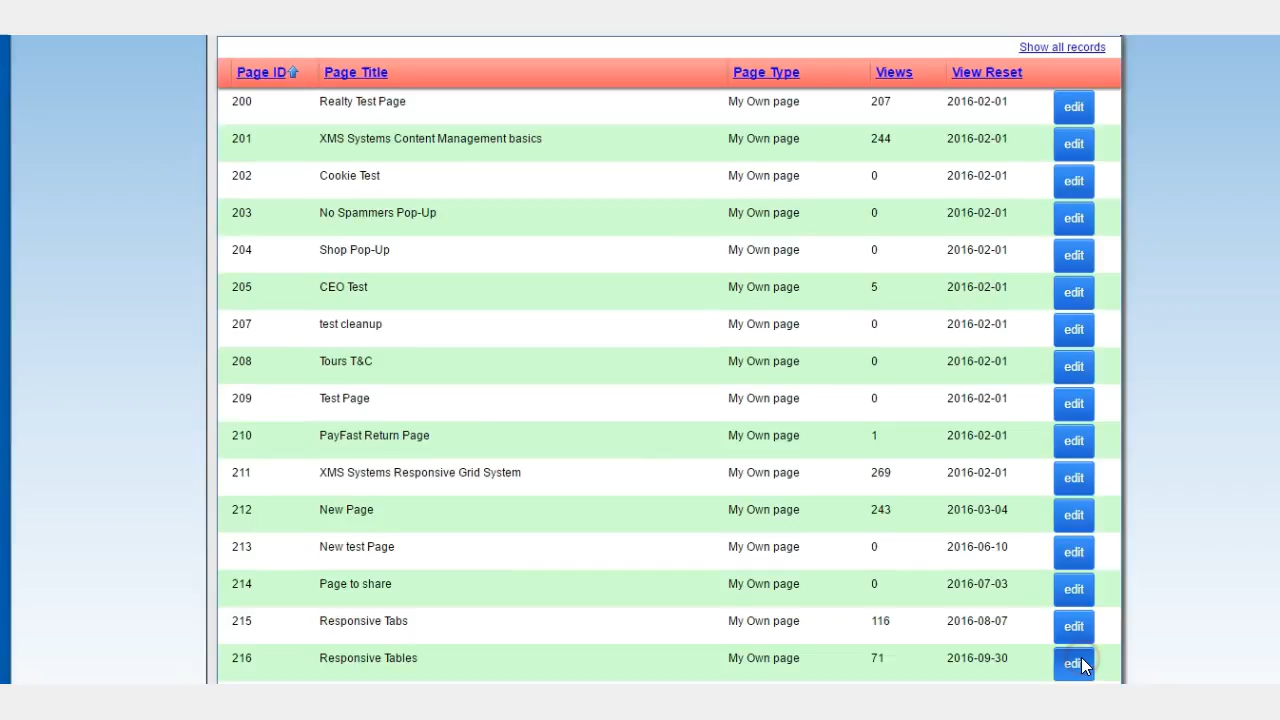 Show all records
Page ID Page Title Page Type Views View Reset
200 Realty Test Page My Own page 207 2016-02-01 edit
201 XMS Systems Content Management basics My Own page 244 2016-02-01 edit
202 Cookie Test My Own page 0 2016-02-01 edit
203 No Spammers Pop-Up My Own page 0 2016-02-01 edit
204 Shop Pop-Up My Own page 0 2016-02-01 edit
205 CEO Test My Own page 5 2016-02-01 edit
207 test cleanup My Own page 0 2016-02-01 edit
208 Tours T&C My Own page 0 2016-02-01 edit
209 Test Page My Own page 0 2016-02-01 edit
210 PayFast Return Page My Own page 1 2016-02-01 edit
211 XMS Systems Responsive Grid System My Own page 269 2016-02-01 edit
212 New Page My Own page 243 2016-03-04 edit
213 New test Page My Own page 0 2016-06-10 edit
214 Page to share My Own page 0 2016-07-03 edit
215 Responsive Tabs My Own page 116 2016-08-07 edit
216 Responsive Tables My Own page 71 2016-09-30 edit